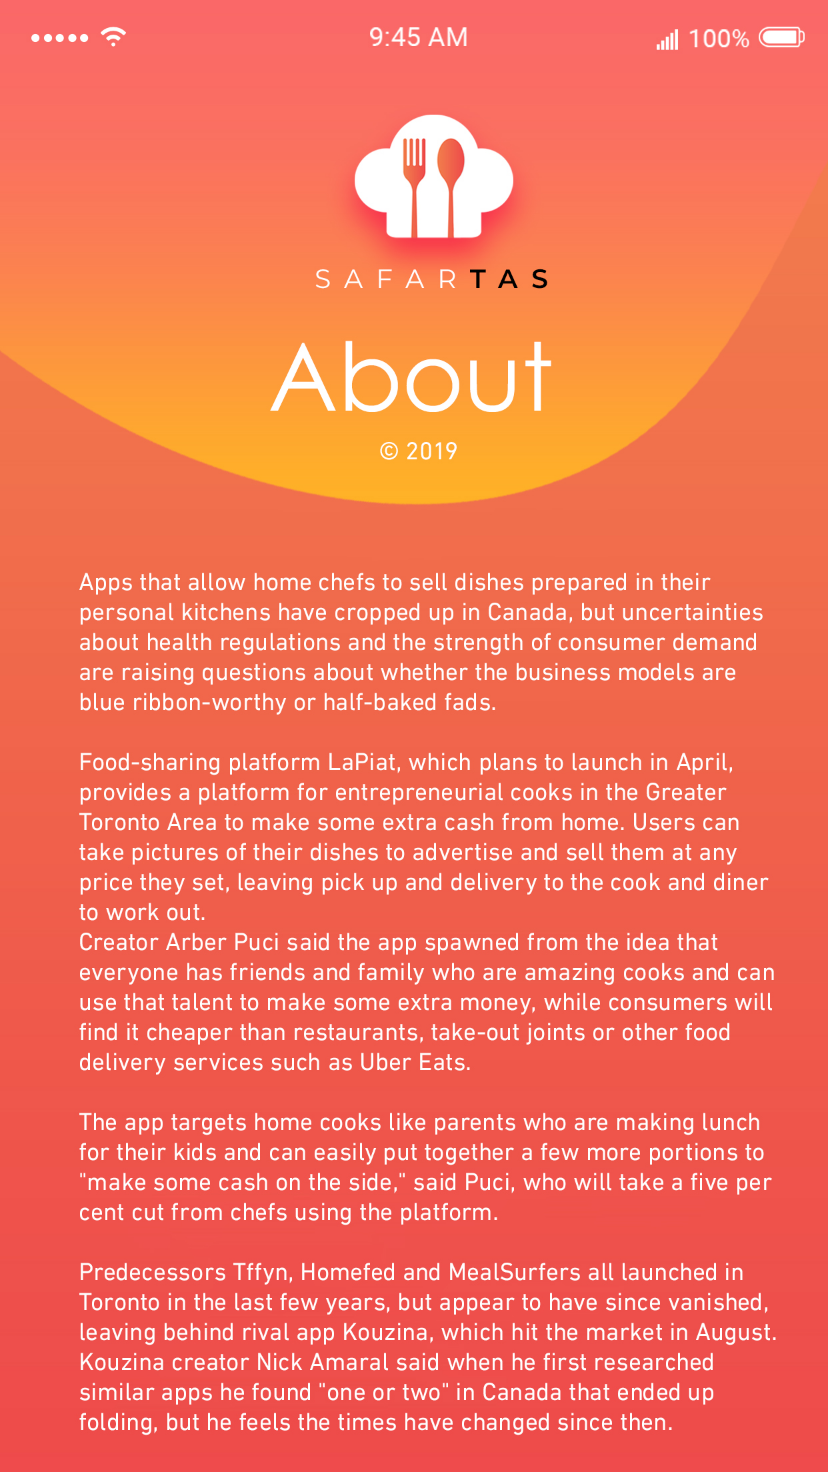 9:45 AM
100%
SAFARTAS
About
© 2019
Apps that allow home chefs to sell dishes prepared in their
personal kitchens have cropped up in Canada, but uncertainties
about health regulations and the strength of consumer demand
are raising questions about whether the business models are
blue ribbon-worthy or half-baked fads.
Food-sharing platform LaPiat, which plans to launch in April,
provides a platform for entrepreneurial cooks in the Greater
Toronto Area to make some extra cash from home. Users can
take pictures of their dishes to advertise and sell them at any
price they set, leaving pick up and delivery to the cook and diner
to work out.
Creator Arber Puci said the app spawned from the idea that
everyone has friends and family who are amazing cooks and can
use that talent to make some extra money, while consumers will
find it cheaper than restaurants, take-out joints or other food
delivery services such as Uber Eats.
The app targets home cooks like parents who are making lunch
for their kids and can easily put together a few more portions to
"make some cash on the side," said Puci, who will take a five per
cent cut from chefs using the platform.
Predecessors Tffyn, Homefed and MealSurfers all launched in
Toronto in the last few years, but appear to have since vanished,
leaving behind rival app Kouzina, which hit the market in August.
Kouzina creator Nick Amaral said when he first researched
similar apps he found "one or two" in Canada that ended up
folding, but he feels the times have changed since then.